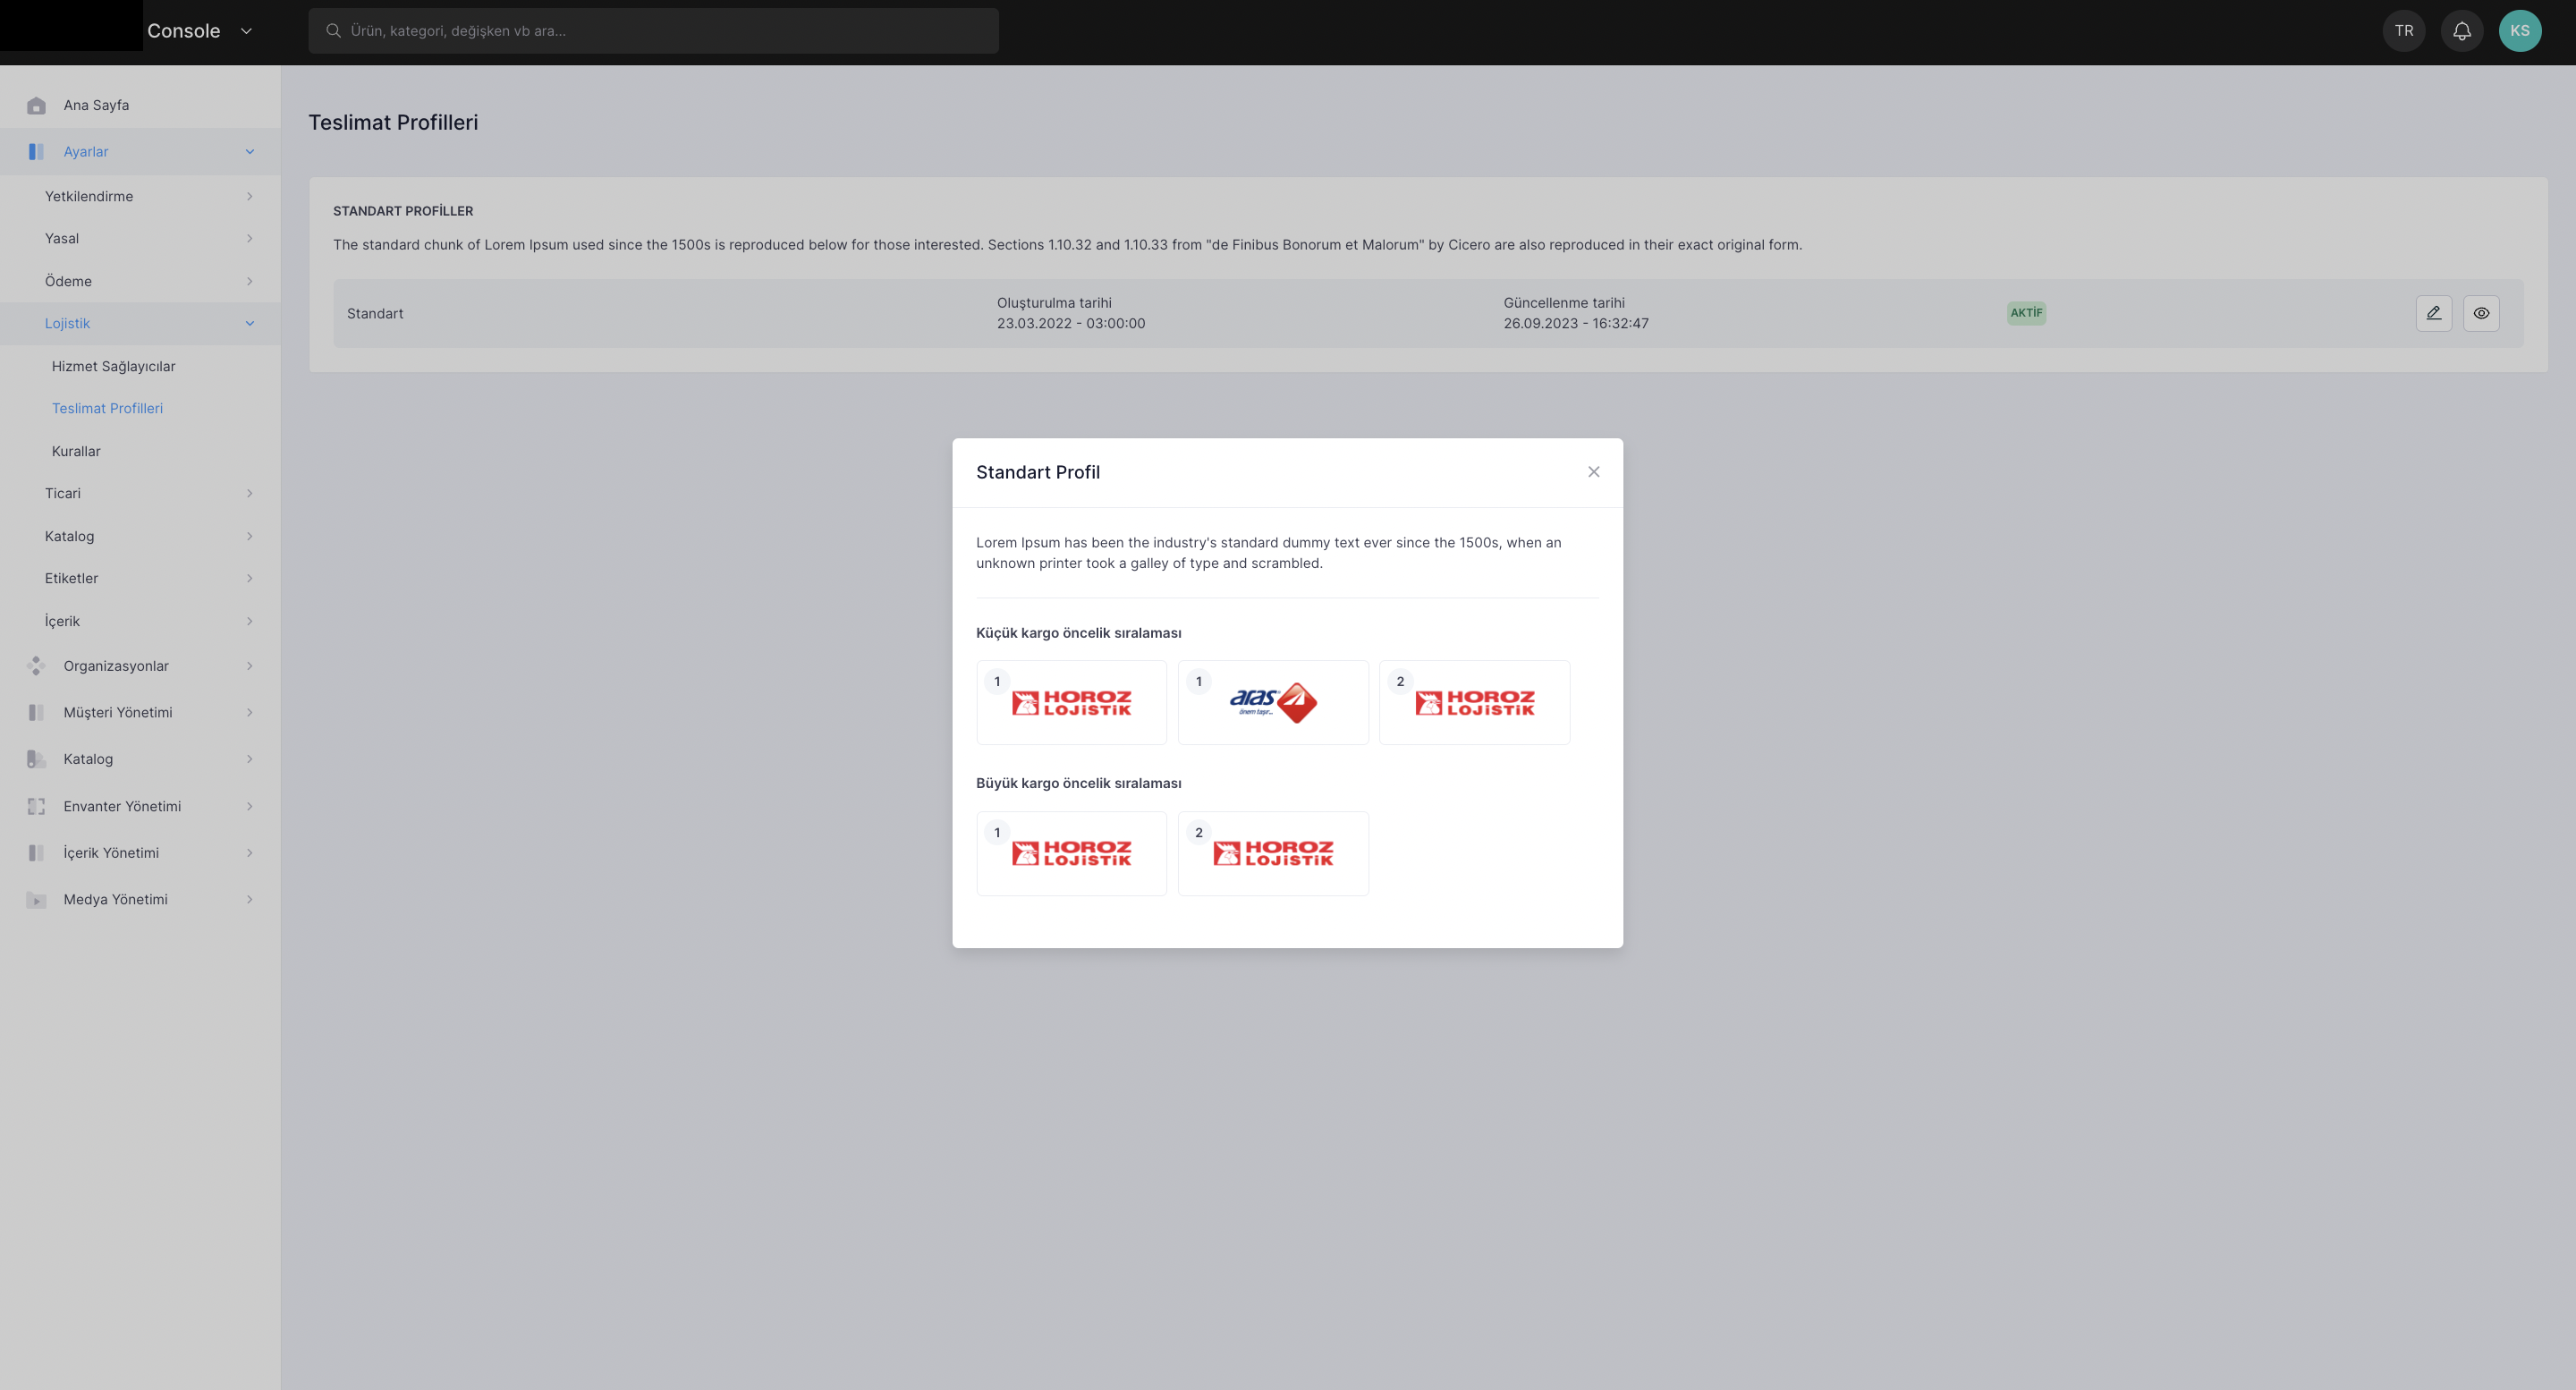 Console
Ürün, kategori, değişken vb ara...
TR
KS
Ana Sayfa
Ayarlar
Yetkilendirme
Yasal
Ödeme
Lojistik
Hizmet Sağlayıcılar
Teslimat Profilleri
Kurallar
Ticari
Katalog
Etiketler
İçerik
Organizasyonlar
Müşteri Yönetimi
Katalog
Envanter Yönetimi
İçerik Yönetimi
Medya Yönetimi
Teslimat Profilleri
STANDART PROFİLLER
The standard chunk of Lorem Ipsum used since the 1500s is reproduced below for those interested. Sections 1.10.32 and 1.10.33 from "de Finibus Bonorum et Malorum" by Cicero are also reproduced in their exact original form.
Standart
Oluşturulma tarihi
23.03.2022 - 03:00:00
Güncellenme tarihi
26.09.2023 - 16:32:47
AKTİF
Standart Profil
Lorem Ipsum has been the industry's standard dummy text ever since the 1500s, when an
unknown printer took a galley of type and scrambled.
Küçük kargo öncelik sıralaması
1
HOROZ
LOJİSTİK
1
aras
önem taşır...
2
HOROZ
LOJİSTİK
Büyük kargo öncelik sıralaması
1
HOROZ
LOJİSTİK
2
HOROZ
LOJİSTİK